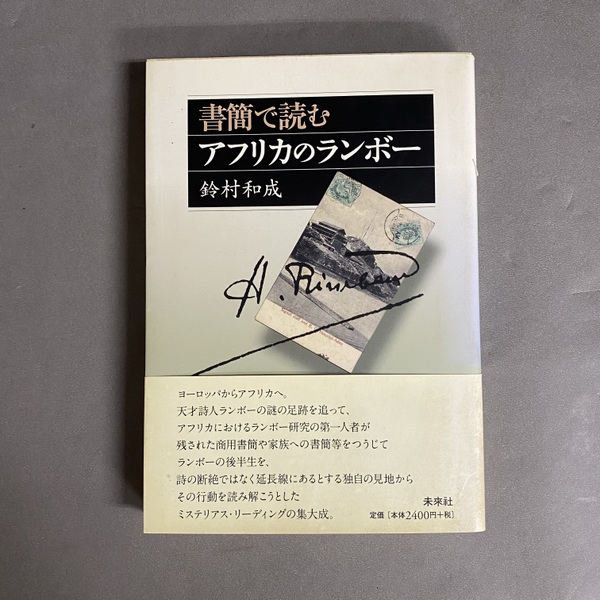 書簡で読む
アフリカのランボー
鈴村和成
A. Rimbaud
ヨーロッパからアフリカへ。
天才詩人ランボーの謎の足跡を追って、
アフリカにおけるランボー研究の第一人者が
残された商用書簡や家族への書簡等をつうじて
ランボーの後半生を、
詩の断絶ではなく延長線にあるとする独自の見地から
その行動を読み解こうとした
ミステリアス・リーディングの集大成。
未來社
定価［本体2400円+税］